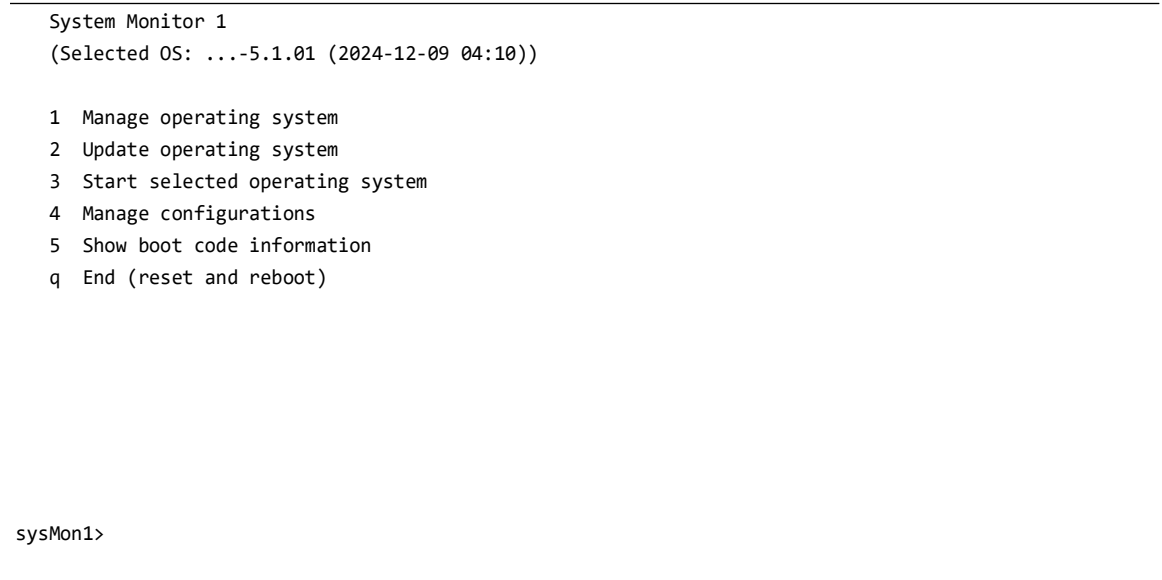 System Monitor 1
(Selected OS: ...-5.1.01 (2024-12-09 04:10))
1 Manage operating system
2 Update operating system
3 Start selected operating system
4 Manage configurations
5 Show boot code information
q End (reset and reboot)
sysMon1>